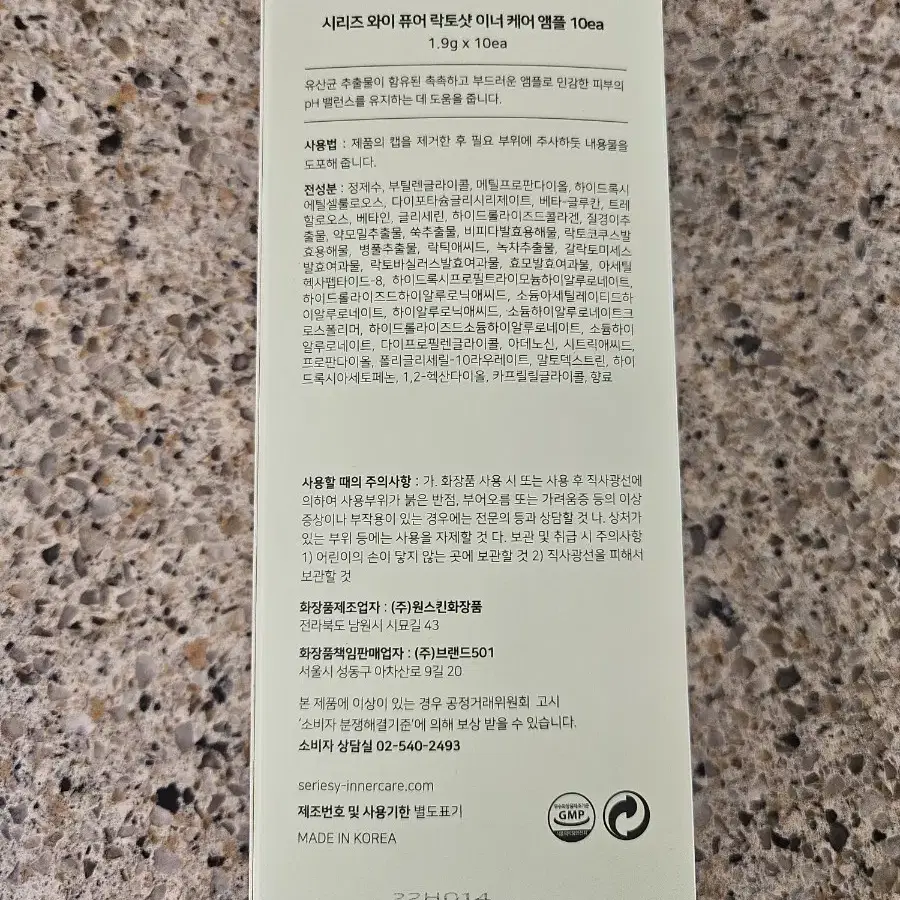 시리즈 와이 퓨어 락토샷 이너 케어 앰플 10ea
1.9g x 10ea
유산균 추출물이 함유된 촉촉하고 부드러운 앰플로 민감한 피부의
pH 밸런스를 유지하는 데 도움을 줍니다.
사용법 : 제품의 캡을 제거한 후 필요 부위에 주사하듯 내용물을
도포해 줍니다.
전성분 : 정제수, 부틸렌글라이콜, 메틸프로판다이올, 하이드록시
에틸셀룰로오스, 다이포타슘글리시리제이트, 베타-글루칸, 트레
할로오스, 베타인, 글리세린, 하이드롤라이즈드콜라겐, 질경이추
출물, 약모밀추출물, 쑥추출물, 비피다발효용해물, 락토코쿠스발
효용해물, 병풀추출물, 락틱애씨드, 녹차추출물, 갈락토미세스
발효여과물, 락토바실러스발효여과물, 효모발효여과물, 아세틸
헥사펩타이드-8, 하이드록시프로필트라이모늄하이알루로네이트,
하이드롤라이즈드하이알루로닉애씨드, 소듐아세틸레이티드하
이알루로네이트, 하이알루로닉애씨드, 소듐하이알루로네이트크
로스폴리머, 하이드롤라이즈드소듐하이알루로네이트, 소듐하이
알루로네이트, 다이프로필렌글라이콜, 아데노신, 시트릭애씨드,
프로판다이올, 폴리글리세릴-10라우레이트, 말토덱스트린, 하이
드록시아세토페논, 1,2-헥산다이올, 카프릴릴글라이콜, 향료
사용할 때의 주의사항 : 가. 화장품 사용 시 또는 사용 후 직사광선에
의하여 사용부위가 붉은 반점, 부어오름 또는 가려움증 등의 이상
증상이나 부작용이 있는 경우에는 전문의 등과 상담할 것 나. 상처가
있는 부위 등에는 사용을 자제할 것 다. 보관 및 취급 시 주의사항
1) 어린이의 손이 닿지 않는 곳에 보관할 것 2) 직사광선을 피해서
보관할 것
화장품제조업자 : (주)원스킨화장품
전라북도 남원시 시묘길 43
화장품책임판매업자 : (주)브랜드501
서울시 성동구 아차산로 9길 20
본 제품에 이상이 있는 경우 공정거래위원회 고시
'소비자 분쟁해결기준'에 의해 보상 받을 수 있습니다.
소비자 상담실 02-540-2493
seriesy-innercare.com
제조번호 및 사용기한 별도표기
GMP
MADE IN KOREA